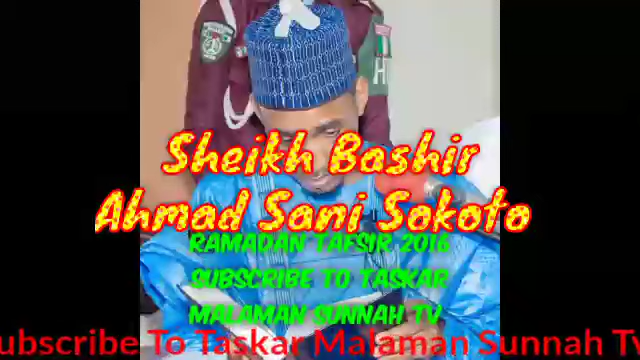 Sheikh Bashir
Ahmad Sani Sokoto
RAMADAN TAFSIR 2016
SUBSCRIBE TO TASKAR
MALAMAN SUNNAH TV
ubscribe To Taskar Malaman Sunnah Tv